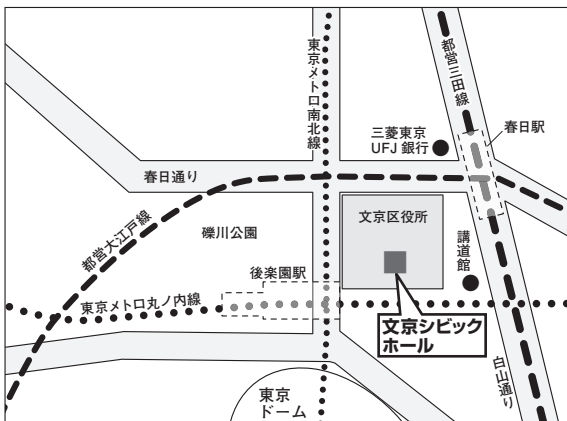 東京メトロ南北線
都営三田線
三菱東京
UFJ 銀行
春日駅
春日通り
文京区役所
都営大江戸線
礫川公園
講道館
後楽園駅
東京メトロ丸ノ内線
文京シビック
ホール
白山通り
東京
ドーム